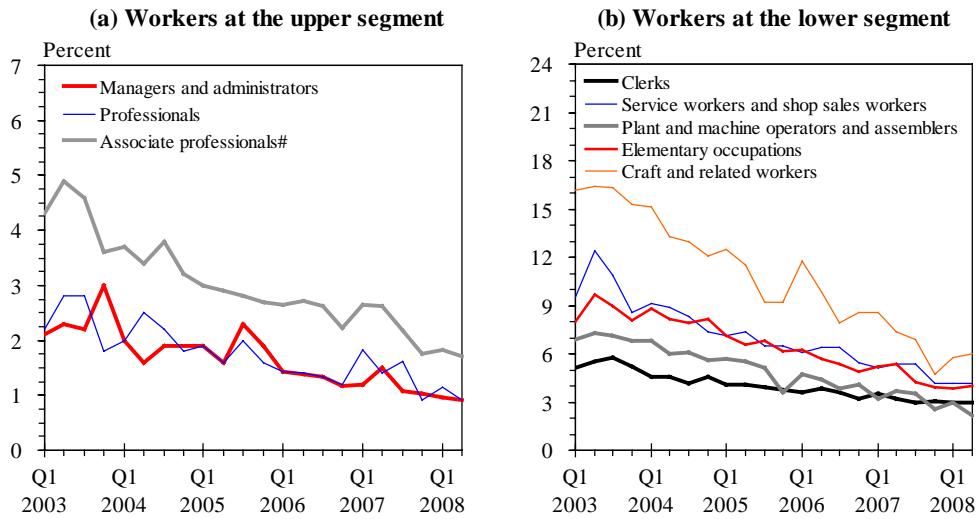 (a) Workers at the upper segment
Percent
7
6
5
4
3
2
1
0
Managers and administrators
Professionals
Associate professionals#
Q1 Q1 Q1 Q1 Q1 Q1
2003 2004 2005 2006 2007 2008
(b) Workers at the lower segment
Percent
24
21
18
15
12
9
6
3
0
Clerks
Service workers and shop sales workers
Plant and machine operators and assemblers
Elementary occupations
Craft and related workers
Q1 Q1 Q1 Q1 Q1 Q1
2003 2004 2005 2006 2007 2008